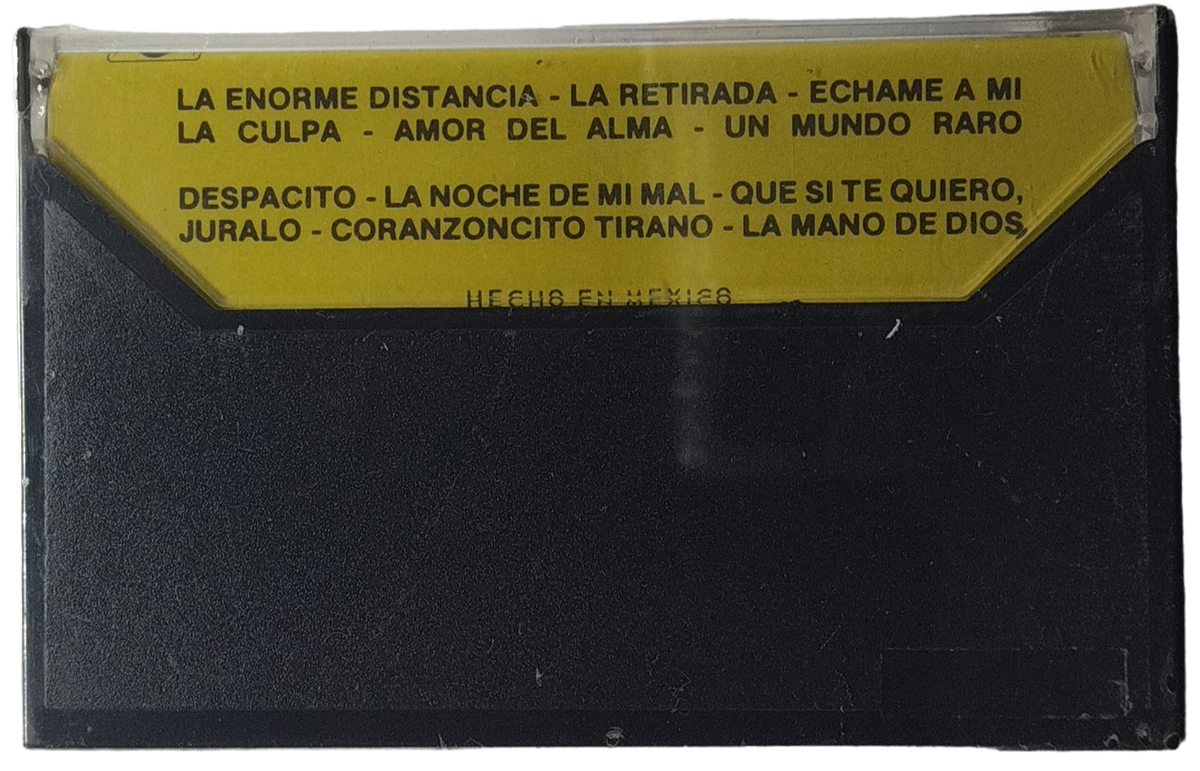 LA ENORME DISTANCIA - LA RETIRADA - ECHAME A MI
LA CULPA - AMOR DEL ALMA - UN MUNDO RARO
DESPACITO - LA NOCHE DE MI MAL - QUE SI TE QUIERO,
JURALO - CORANZONCITO TIRANO - LA MANO DE DIOS,
HECHO EN MEXICO